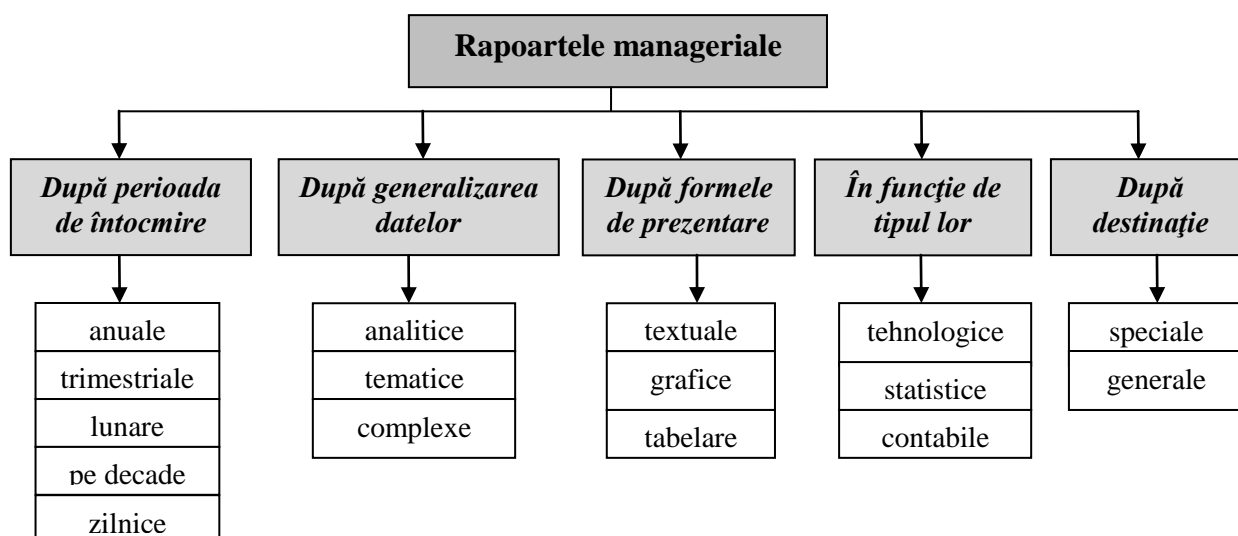 Rapoartele manageriale
După perioada
de întocmire
După generalizarea
datelor
După formele
de prezentare
În funcţie de
tipul lor
După
destinaţie
anuale
trimestriale
lunare
pe decade
zilnice
analitice
tematice
complexe
textuale
grafice
tabelare
tehnologice
statistice
contabile
speciale
generale